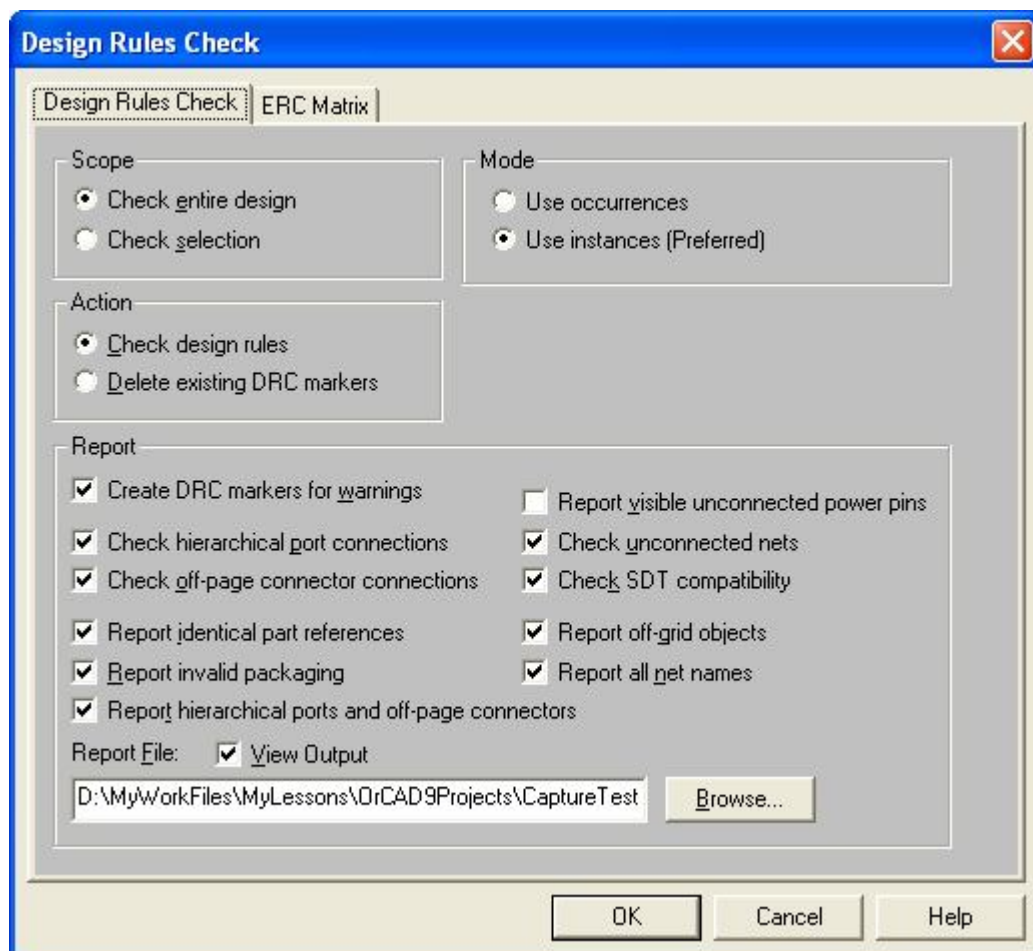 Design Rules Check
Design Rules Check
ERC Matrix
Scope
Check entire design
Check selection
Mode
Use occurrences
Use instances (Preferred)
Action
Check design rules
Delete existing DRC markers
Report
Create DRC markers for warnings
Check hierarchical port connections
Check off-page connector connections
Report identical part references
Report invalid packaging
Report hierarchical ports and off-page connectors
Report visible unconnected power pins
Check unconnected nets
Check SDT compatibility
Report off-grid objects
Report all net names
Report File:
View Output
D:\MyWorkFiles\MyLessons\OrCAD9Projects\CaptureTest
Browse...
OK
Cancel
Help